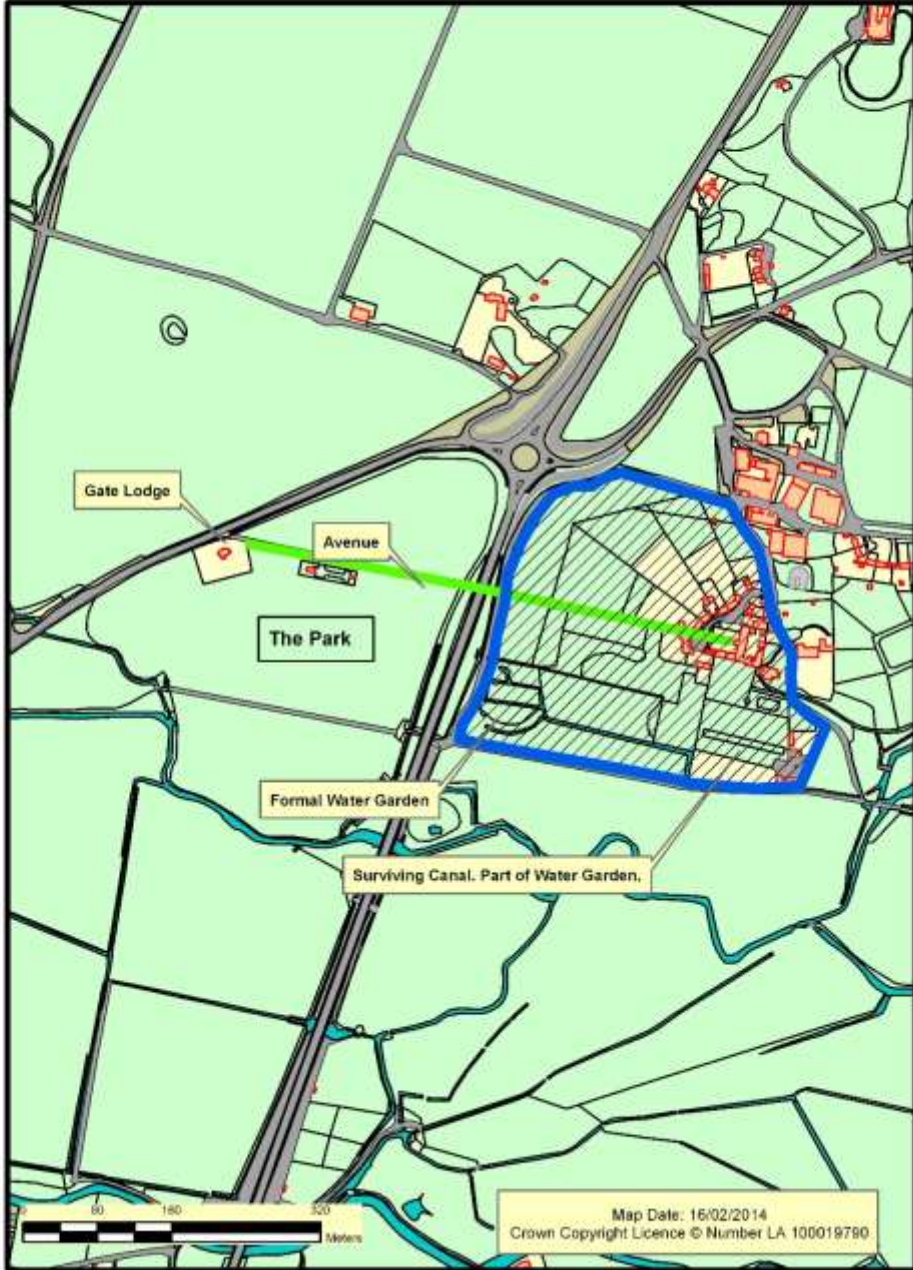 Gate Lodge
Avenue
The Park
Formal Water Garden
Surviving Canal. Part of Water Garden.
0 80 160 320
Meters
Map Date: 16/02/2014
Crown Copyright Licence © Number LA 100019790